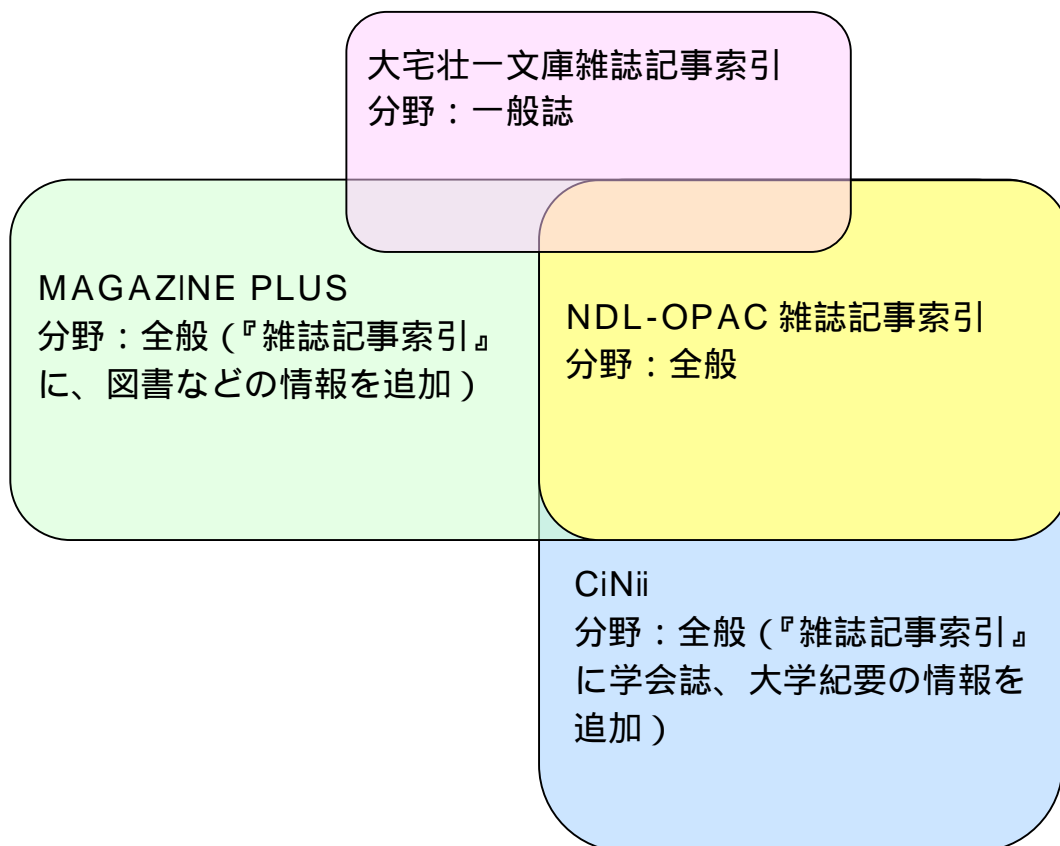 大宅壮一文庫雑誌記事索引
分野：一般誌
MAGAZINE PLUS
分野：全般（『雑誌記事索引』
に、図書などの情報を追加）
NDL-OPAC 雑誌記事索引
分野：全般
CiNii
分野：全般（『雑誌記事索引』
に学会誌、大学紀要の情報を
追加）